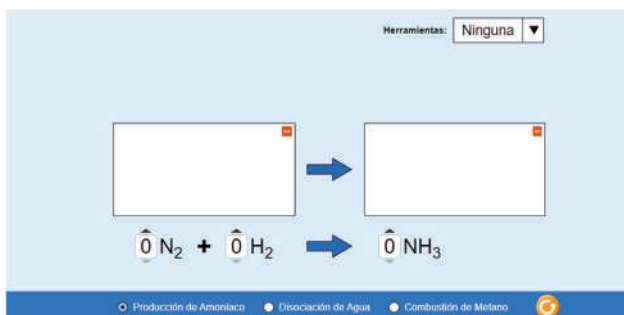 Herramientas: Ninguna
0 N₂ + 0 H₂ 0 NH₃
Producción de Amoniaco Disociación de Agua Combustión de Metano